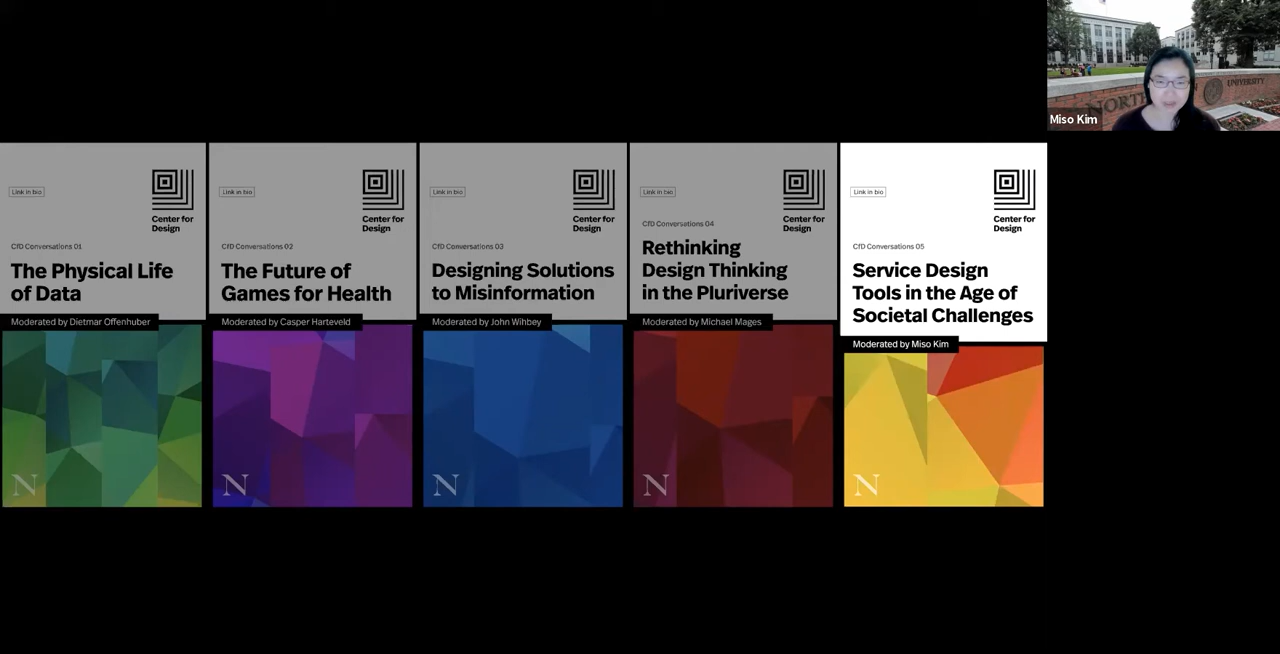 NORTH
UNIVERSITY
Miso Kim
Link in bio
Center for
Design
CfD Conversations 01
The Physical Life
of Data
Moderated by Dietmar Offenhuber
N
Link in bio
Center for
Design
CfD Conversations 02
The Future of
Games for Health
Moderated by Casper Harteveld
N
Link in bio
Center for
Design
CfD Conversations 03
Designing Solutions
to Misinformation
Moderated by John Wihbey
N
Link in bio
Center for
Design
CfD Conversations 04
Rethinking
Design Thinking
in the Pluriverse
Moderated by Michael Mages
N
Link in bio
Center for
Design
CfD Conversations 05
Service Design
Tools in the Age of
Societal Challenges
Moderated by Miso Kim
N